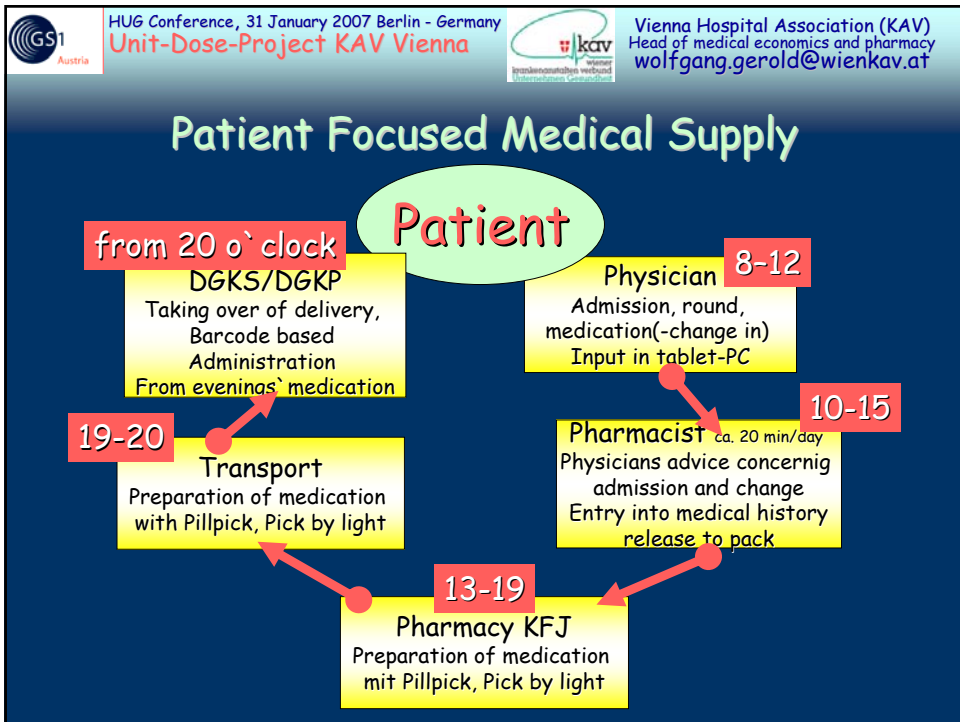 GS1
Austria
HUG Conference, 31 January 2007 Berlin - Germany
Unit-Dose-Project KAV Vienna
kav
wiener
krankenanstalten verbund
Unternehmen Gesundheit
Vienna Hospital Association (KAV)
Head of medical economics and pharmacy
wolfgang.gerold@wienkav.at
Patient Focused Medical Supply
Patient
8-12
Physician
Admission, round,
medication(-change in)
Input in tablet-PC
10-15
Pharmacist ca. 20 min/day
Physicians advice concernig
admission and change
Entry into medical history
release to pack
13-19
Pharmacy KFJ
Preparation of medication
mit Pillpick, Pick by light
19-20
Transport
Preparation of medication
with Pillpick, Pick by light
from 20 o`clock
DGKS/DGKP
Taking over of delivery,
Barcode based
Administration
From evenings`medication